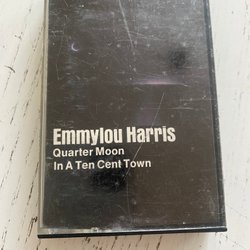 Emmylou Harris
Quarter Moon
In A Ten Cent Town